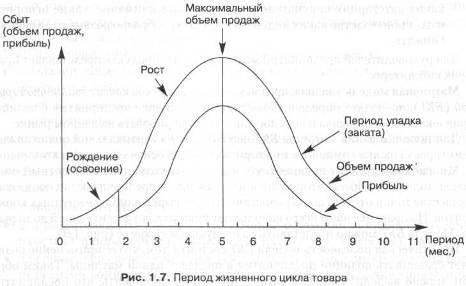 Сбыт
(объем продаж,
прибыль)
Максимальный
объем продаж
Рост
Период упадка
(заката)
Рождение
(освоение)
Объем продаж
Прибыль
0 1 2 3 4 5 6 7 8 9 10 11 Период
(мес.)
Рис. 1.7. Период жизненного цикла товара